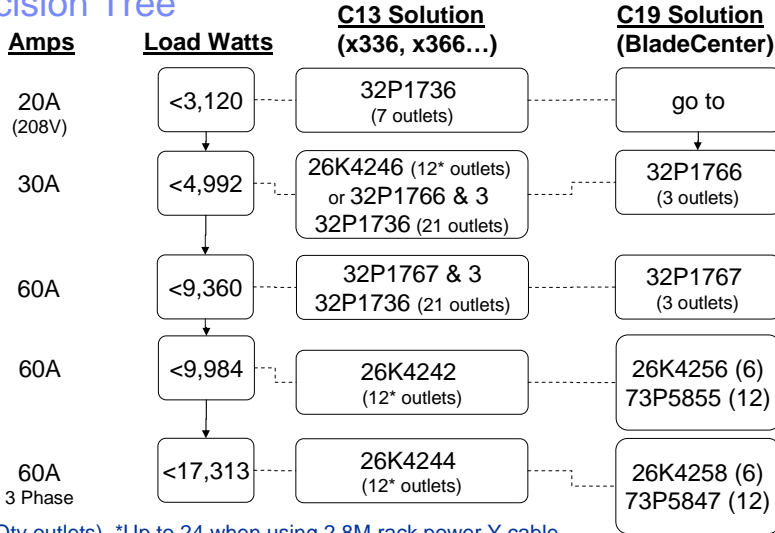 cision Tree
Amps
Load Watts
C13 Solution
(x336, x366…)
C19 Solution
(BladeCenter)
20A
(208V)
<3,120
32P1736
(7 outlets)
go to
30A
<4,992
26K4246 (12* outlets)
or 32P1766 & 3
32P1736 (21 outlets)
32P1766
(3 outlets)
60A
<9,360
32P1767 & 3
32P1736 (21 outlets)
32P1767
(3 outlets)
60A
<9,984
26K4242
(12* outlets)
26K4256 (6)
73P5855 (12)
60A
3 Phase
<17,313
26K4244
(12* outlets)
26K4258 (6)
73P5847 (12)
Qty outlets) *Up to 24 when using 2.8M rack power Y cable